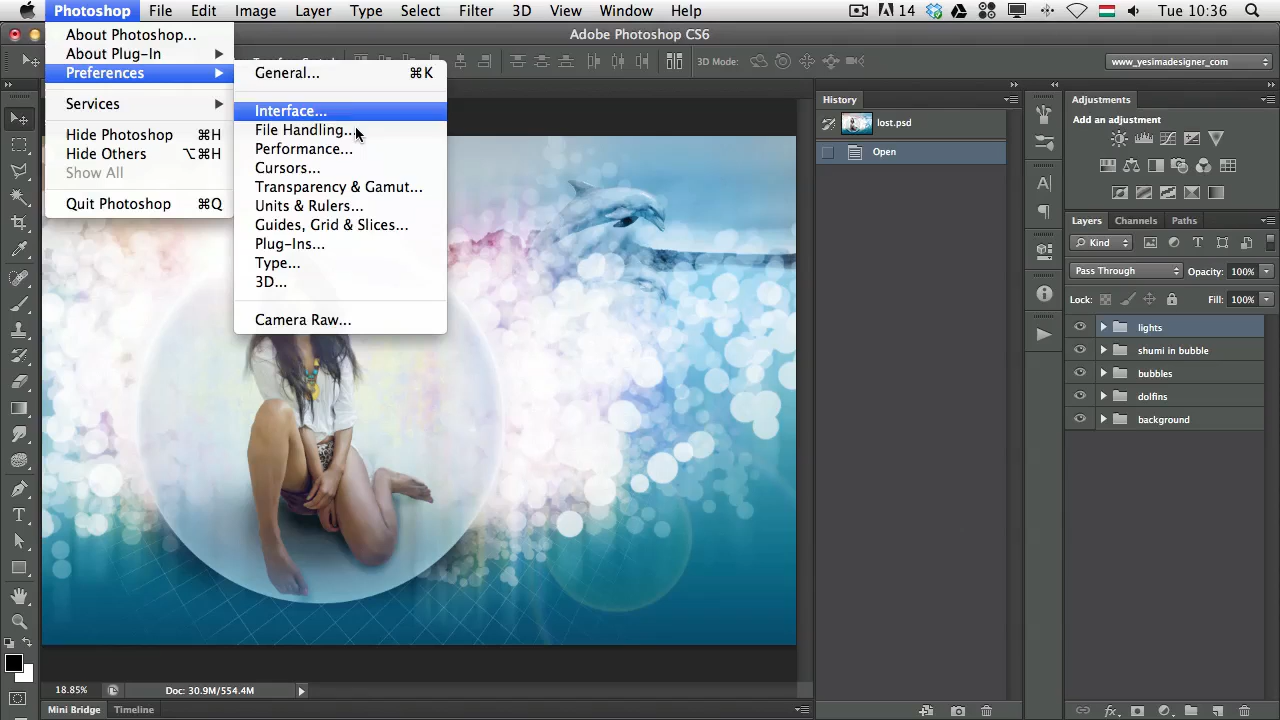 Photoshop File Edit Image Layer Type Select Filter 3D View Window Help 14 Tue 10:36
Adobe Photoshop CS6
About Photoshop...
About Plug-In
Preferences
Services
Hide Photoshop ⌘H
Hide Others ⌥⌘H
Show All
Quit Photoshop ⌘Q
General... ⌘K
Interface...
File Handling...
Performance...
Cursors...
Transparency & Gamut...
Units & Rulers...
Guides, Grid & Slices...
Plug-Ins...
Type...
3D...
Camera Raw...
3D Mode:
www_yesimadesigner_com
History
lost.psd
Open
Adjustments
Add an adjustment
Layers Channels Paths
Kind
Pass Through Opacity: 100%
Lock: Fill: 100%
lights
shumi in bubble
bubbles
dolfins
background
18.85% Doc: 30.9M/554.4M
Mini Bridge Timeline